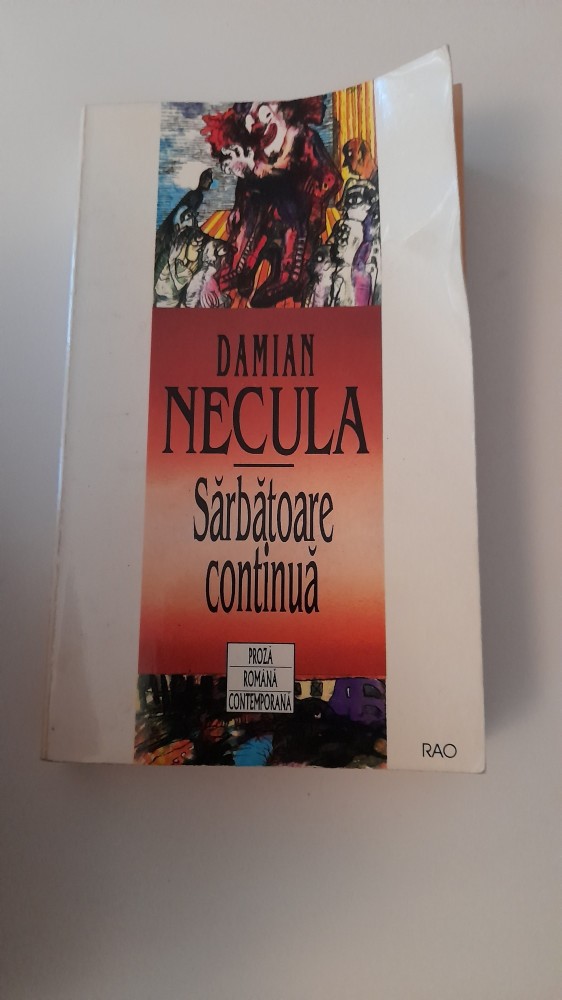 DAMIAN
NECULA
Sărbătoare
continuă
PROZĂ
ROMÂNĂ
CONTEMPORANĂ
RAO